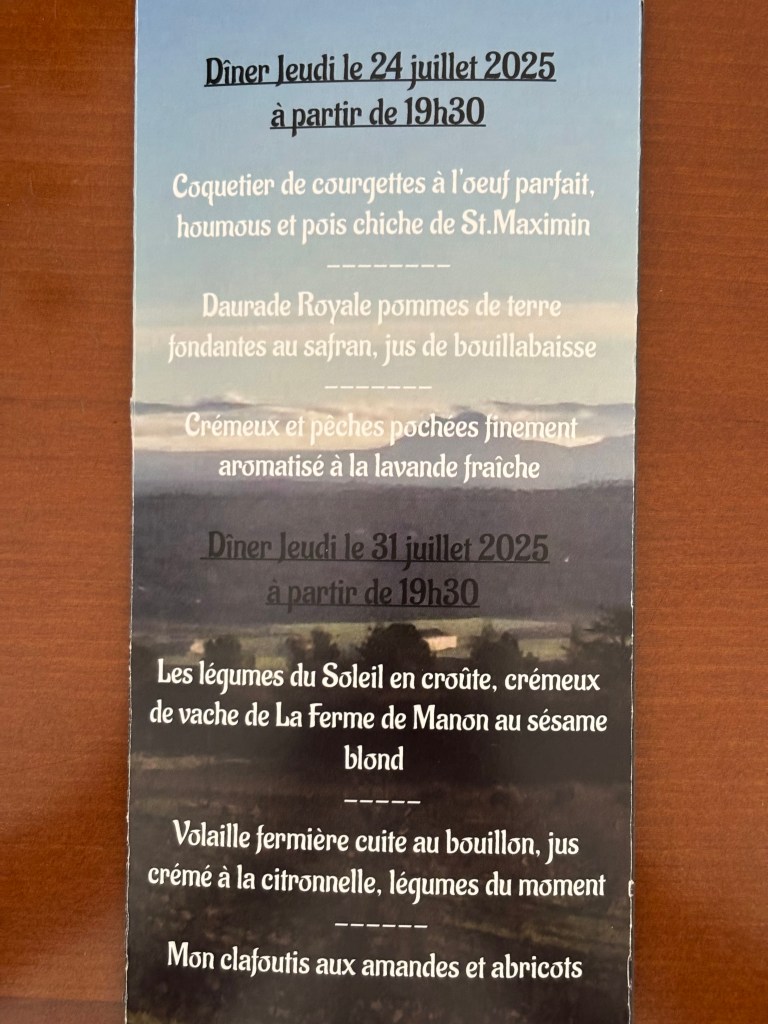 Dîner Jeudi le 24 juillet 2025
à partir de 19h30
Coquetier de courgettes à l'oeuf parfait,
houmous et pois chiche de St.Maximin
--------
Daurade Royale pommes de terre
fondantes au safran, jus de bouillabaisse
-------
Crémeux et pêches pochées finement
aromatisé à la lavande fraîche
Dîner Jeudi le 31 juillet 2025
à partir de 19h30
Les légumes du Soleil en croûte, crémeux
de vache de La Ferme de Manon au sésame
blond
-----
Volaille fermière cuite au bouillon, jus
crémé à la citronnelle, légumes du moment
------
Mon clafoutis aux amandes et abricots